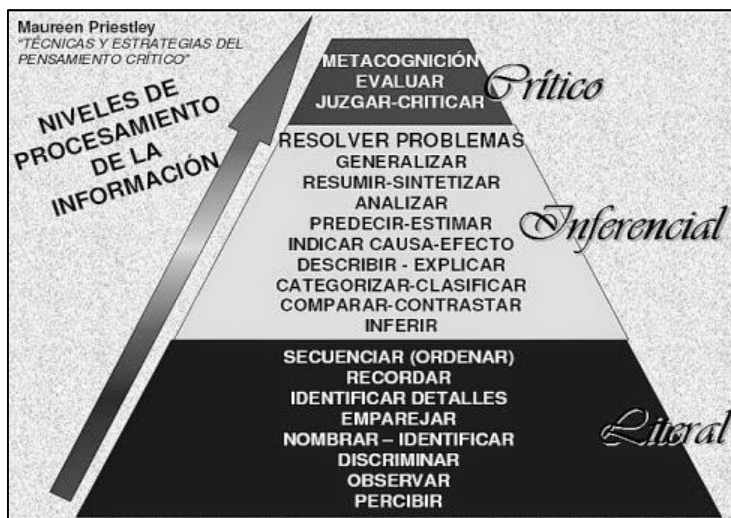 Maureen Priestley
"TÉCNICAS Y ESTRATEGIAS DEL
PENSAMIENTO CRÍTICO"
NIVELES DE
PROCESAMIENTO
DE LA
INFORMACIÓN
METACOGNICIÓN
EVALUAR
JUZGAR-CRITICAR
Crítico
RESOLVER PROBLEMAS
GENERALIZAR
RESUMIR-SINTETIZAR
ANALIZAR
PREDECIR-ESTIMAR
INDICAR CAUSA-EFECTO
DESCRIBIR - EXPLICAR
CATEGORIZAR-CLASIFICAR
COMPARAR-CONTRASTAR
INFERIR
Inferencial
SECUENCIAR (ORDENAR)
RECORDAR
IDENTIFICAR DETALLES
EMPAREJAR
NOMBRAR – IDENTIFICAR
DISCRIMINAR
OBSERVAR
PERCIBIR
Literal